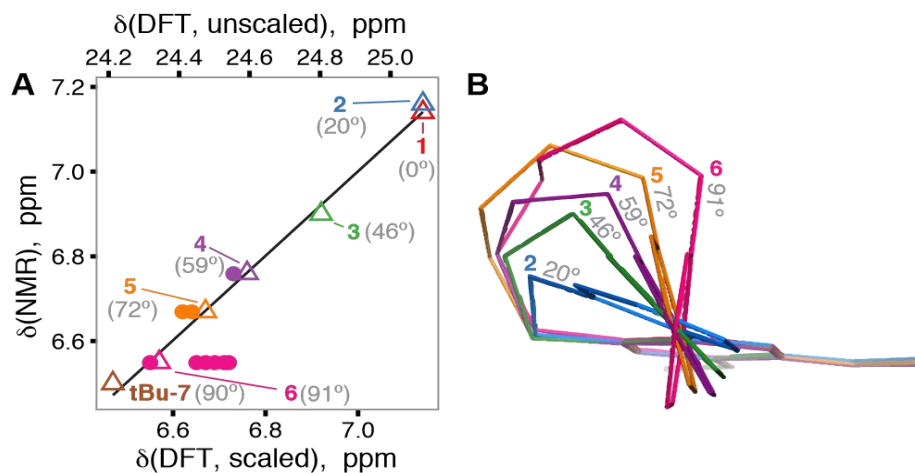 δ(DFT, unscaled), ppm
24.2 24.4 24.6 24.8 25.0
A
B
7.2
7.0
6.8
6.6
δ(NMR), ppm
2
(20º)
1
(0º)
3 (46º)
4
(59º)
5
(72º)
6 (91º)
tBu-7 (90º)
6.6 6.8 7.0
δ(DFT, scaled), ppm
6
91º
5
72º
4
59º
3
46º
2 20º